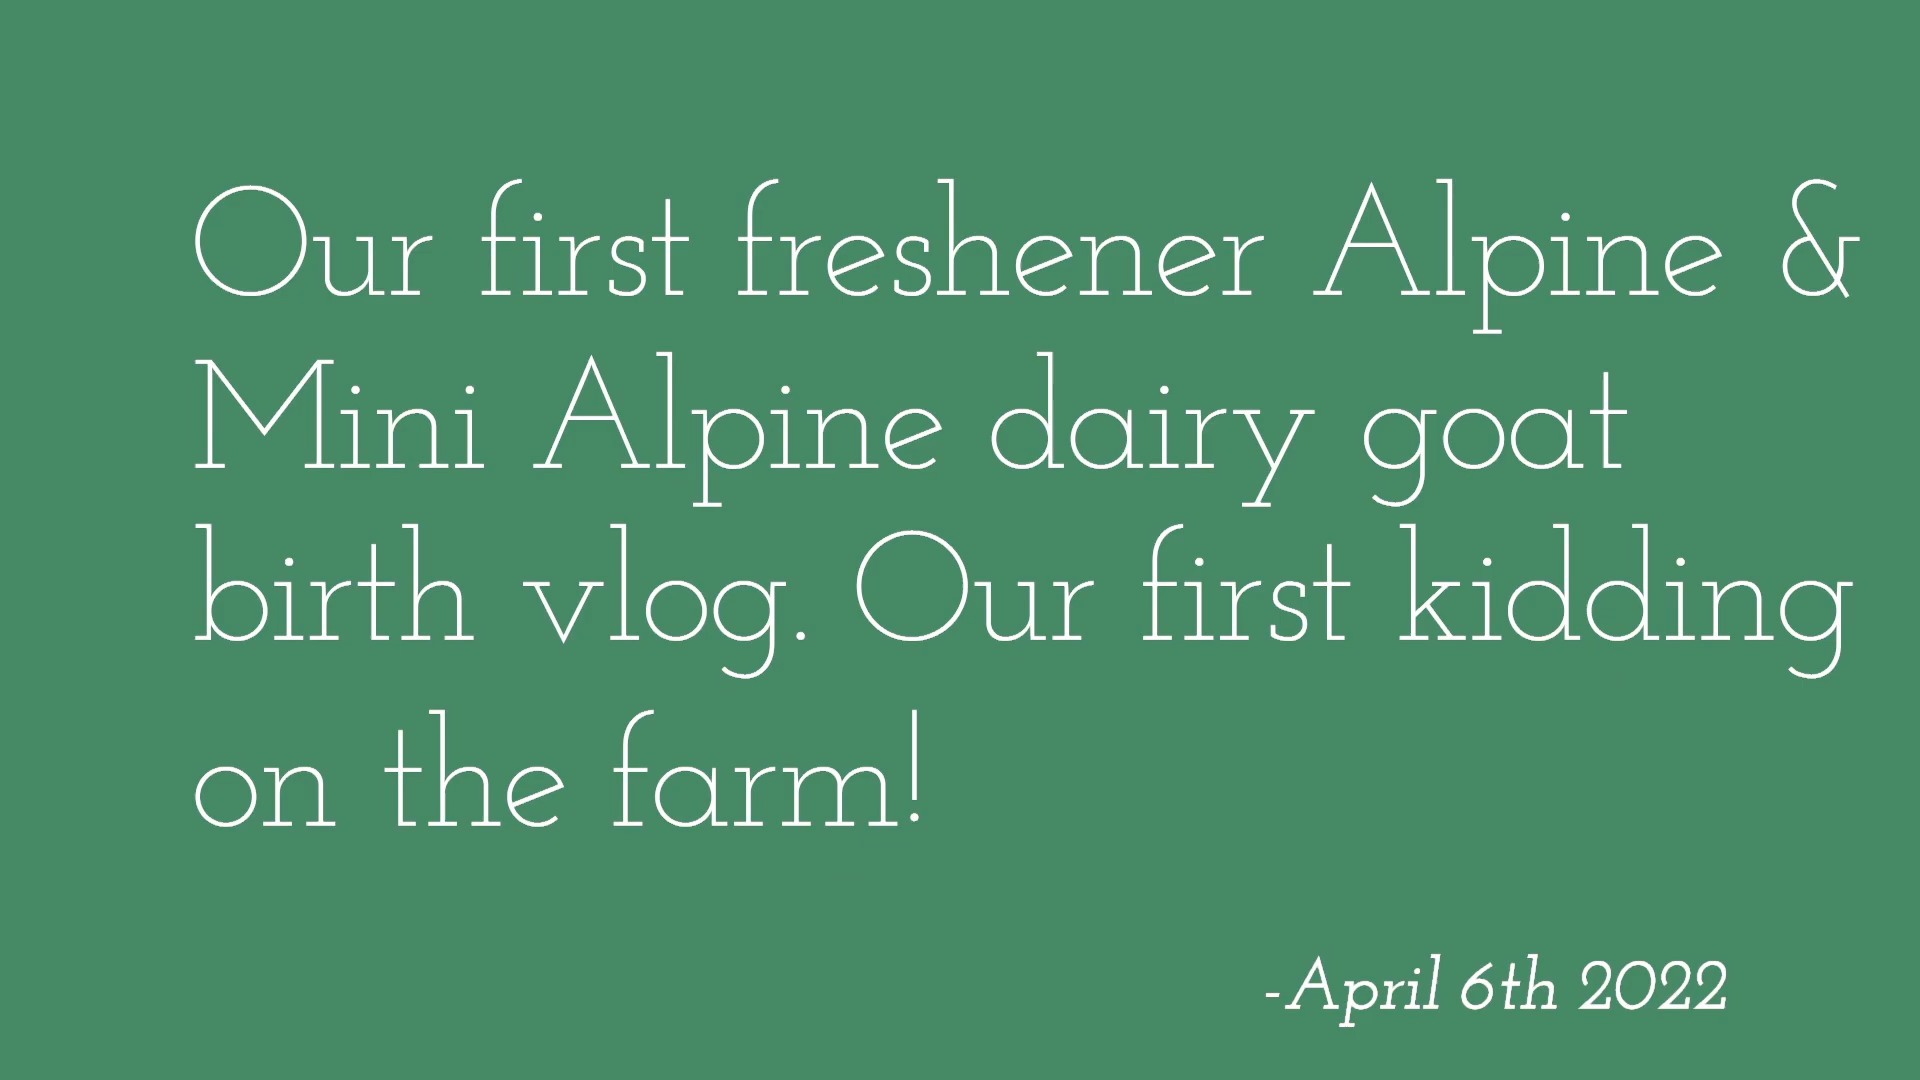 Our first freshener Alpine &
Mini Alpine dairy goat
birth vlog. Our first kidding
on the farm!
-April 6th 2022